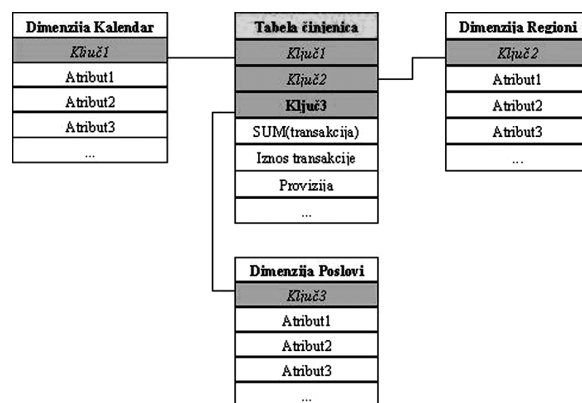 Dimenzija Kalendar
Ključ1
Atribut1
Atribut2
Atribut3
...
Tabela činjenica
Ključ1
Ključ2
Ključ3
SUM(transakcija)
Iznos transakcije
Provizija
...
Dimenzija Regioni
Ključ2
Atribut1
Atribut2
Atribut3
...
Dimenzija Poslovi
Ključ3
Atribut1
Atribut2
Atribut3
...